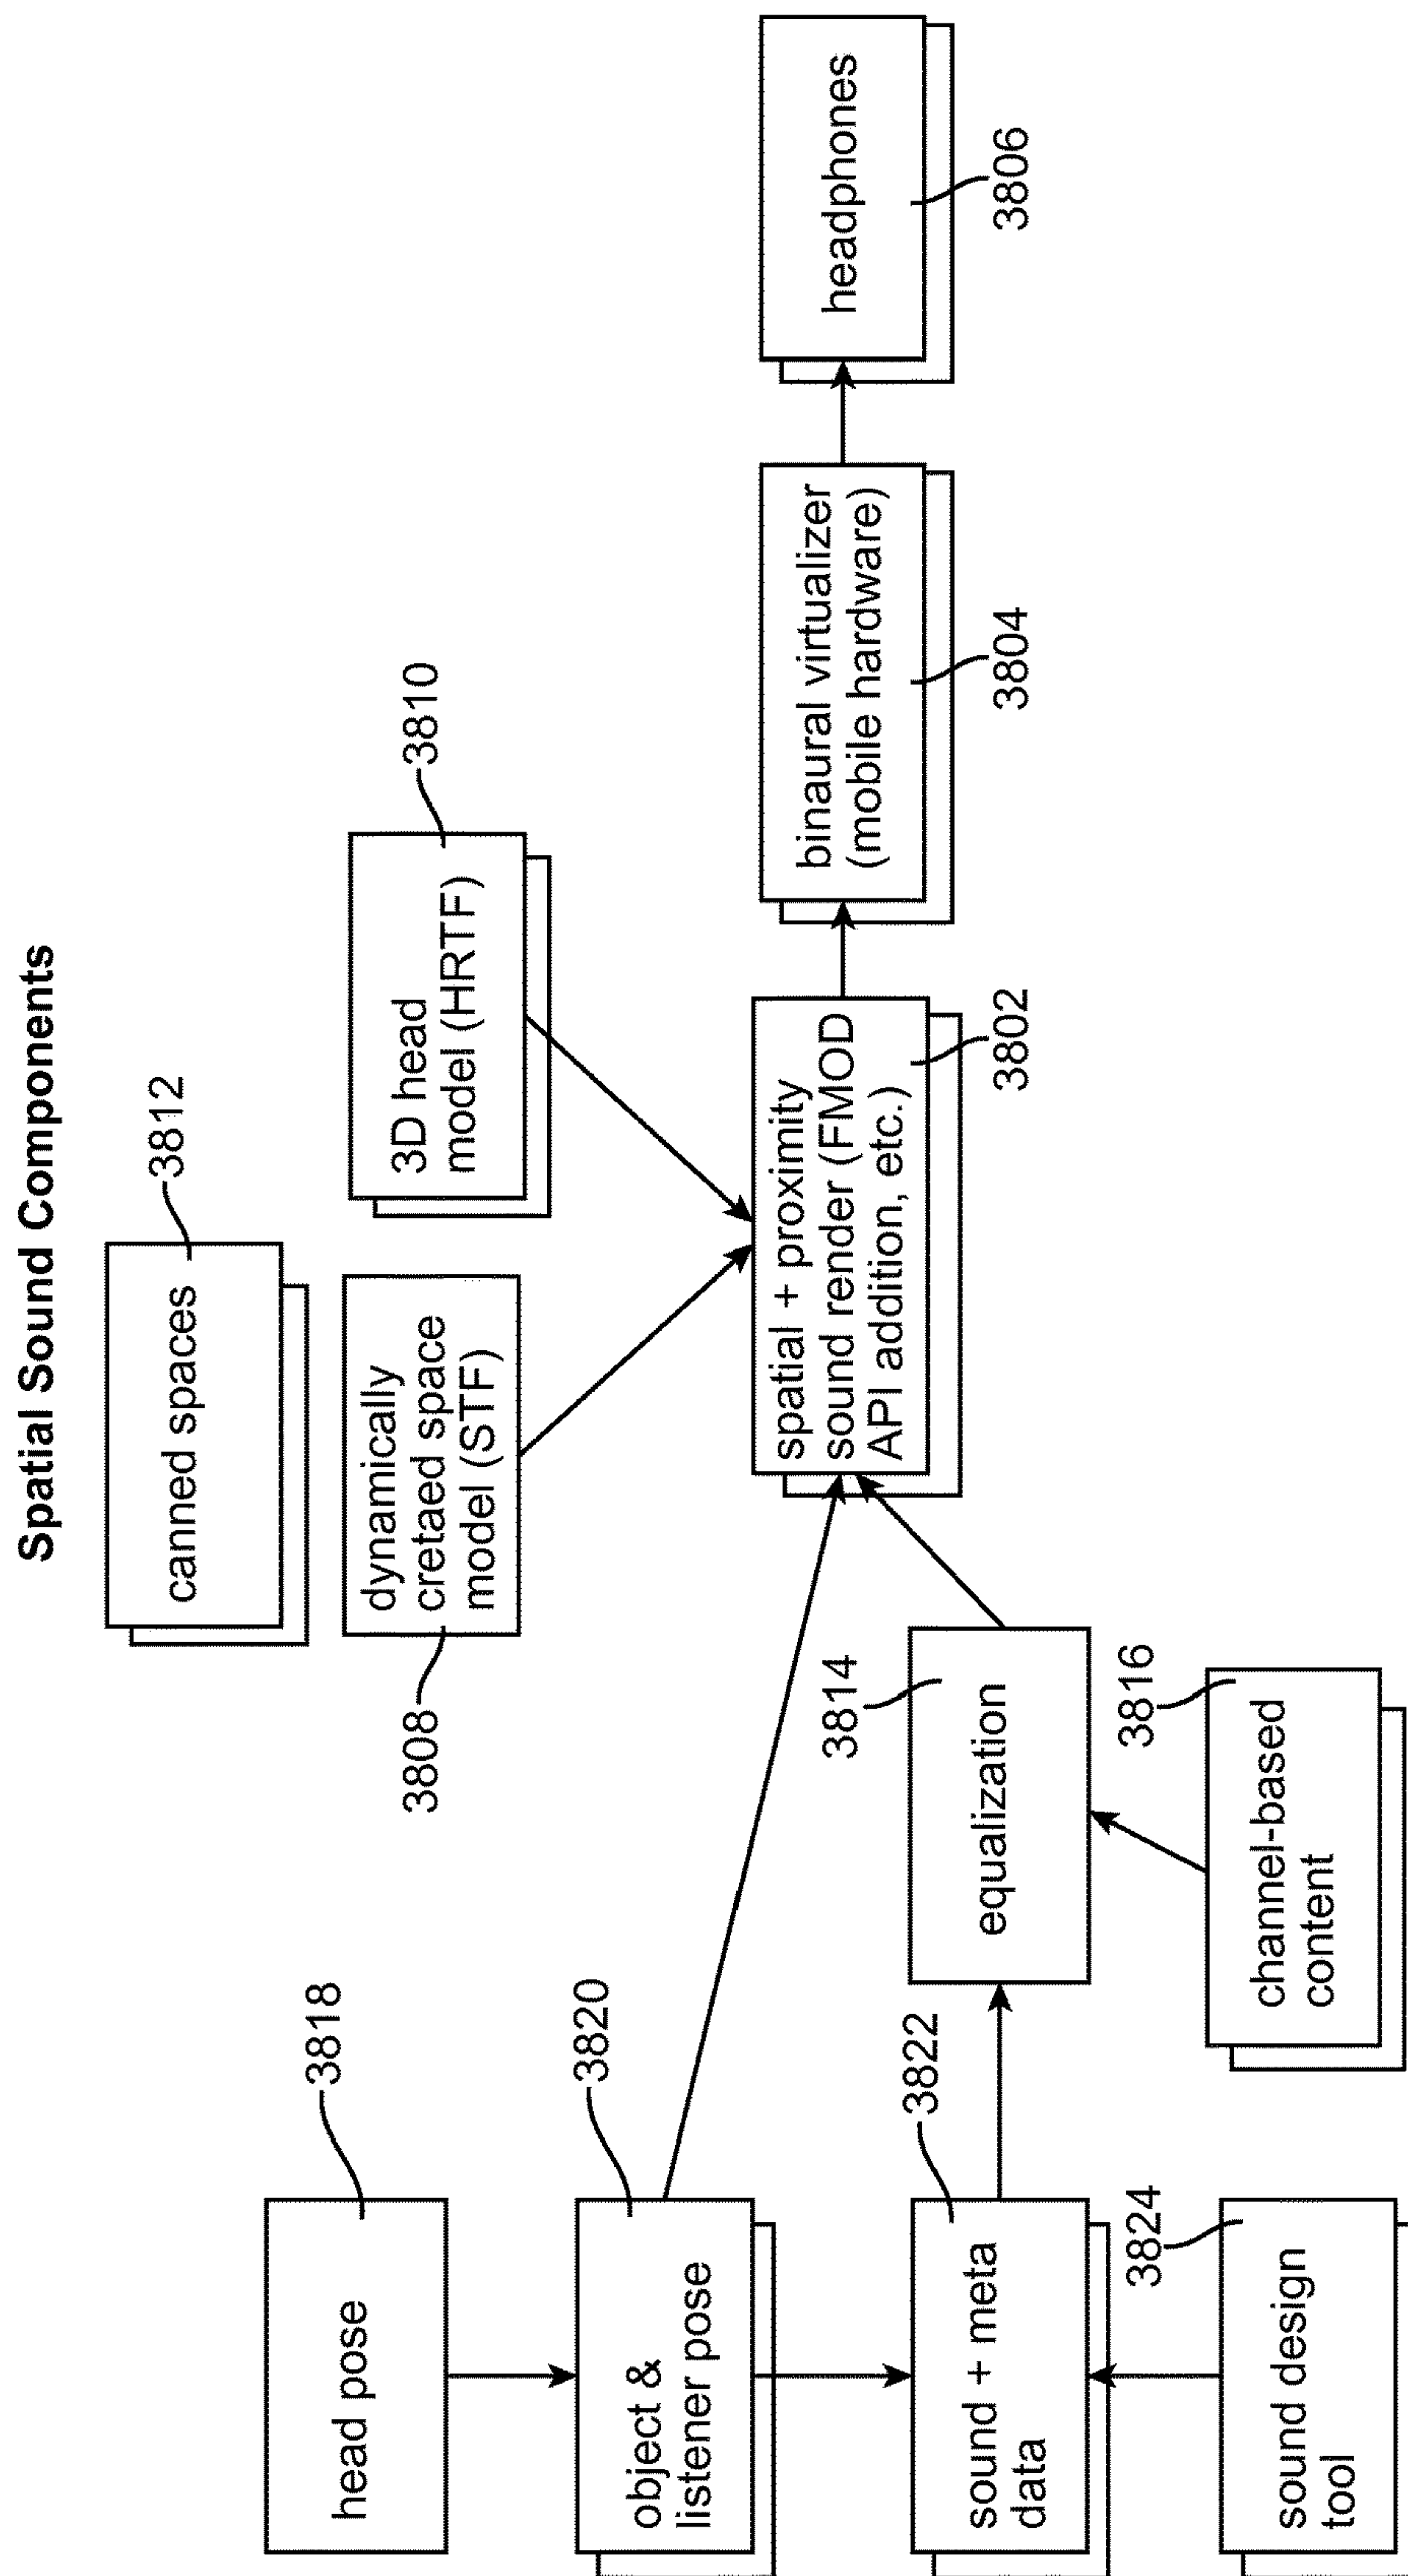 Spatial Sound Components
head pose
3818
object &
listener pose
3820
sound + meta
data
3822
sound design
tool
3824
canned spaces
3812
dynamically
cretaed space
model (STF)
3808
3D head
model (HRTF)
3810
equalization
3814
channel-based
content
3816
spatial + proximity
sound render (FMOD
API addition, etc.)
3802
binaural virtualizer
(mobile hardware)
3804
headphones
3806